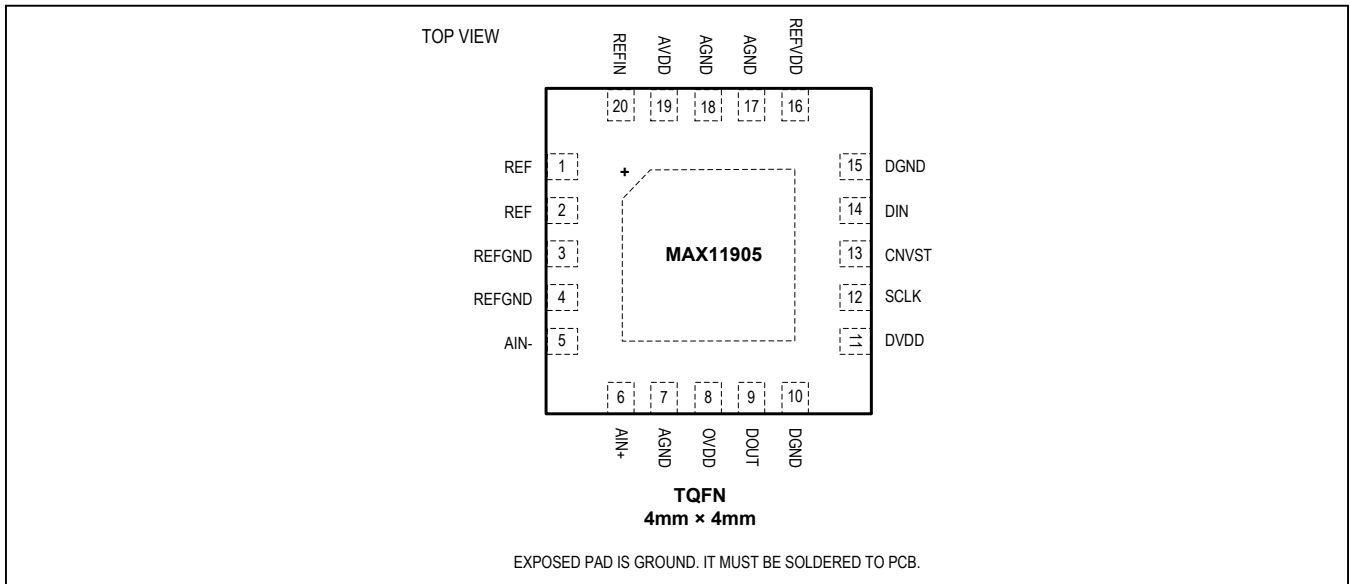 TOP VIEW
REFIN
AVDD
AGND
AGND
REFVDD
20
19
18
17
16
REF
1
REF
2
REFGND
3
REFGND
4
AIN-
5
+
MAX11905
15
DGND
14
DIN
13
CNVST
12
SCLK
11
DVDD
6
7
8
9
10
AIN+
AGND
OVDD
DOUT
DGND
TQFN
4mm × 4mm
EXPOSED PAD IS GROUND. IT MUST BE SOLDERED TO PCB.